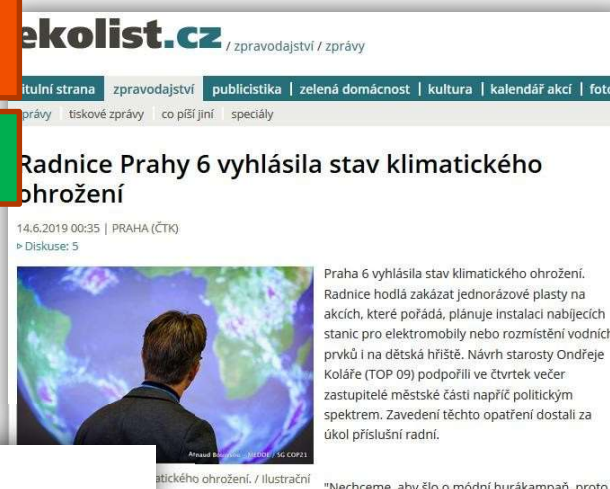 ekolist.cz / zpravodajství / zprávy
titulní strana zpravodajství publicistika | zelená domácnost | kultura | kalendář akcí | foto
zprávy tiskové zprávy co píší jiní speciály
Radnice Prahy 6 vyhlásila stav klimatického
ohrožení
14.6.2019 00:35 | PRAHA (ČTK)
Diskuse: 5
Praha 6 vyhlásila stav klimatického ohrožení.
Radnice hodlá zakázat jednorázové plasty na
akcích, které pořádá, plánuje instalaci nabíjecích
stanic pro elektromobily nebo rozmístění vodních
prvků i na dětská hřiště. Návrh starosty Ondřeje
Koláře (TOP 09) podpořili ve čtvrtek večer
zastupitelé městské části napříč politickým
spektrem. Zavedení těchto opatření dostali za
úkol příslušní radní.
Arnaud / SG COP21
atického ohrožení. / Ilustrační
"Nechceme, aby šlo o módní hurákampaň, proto